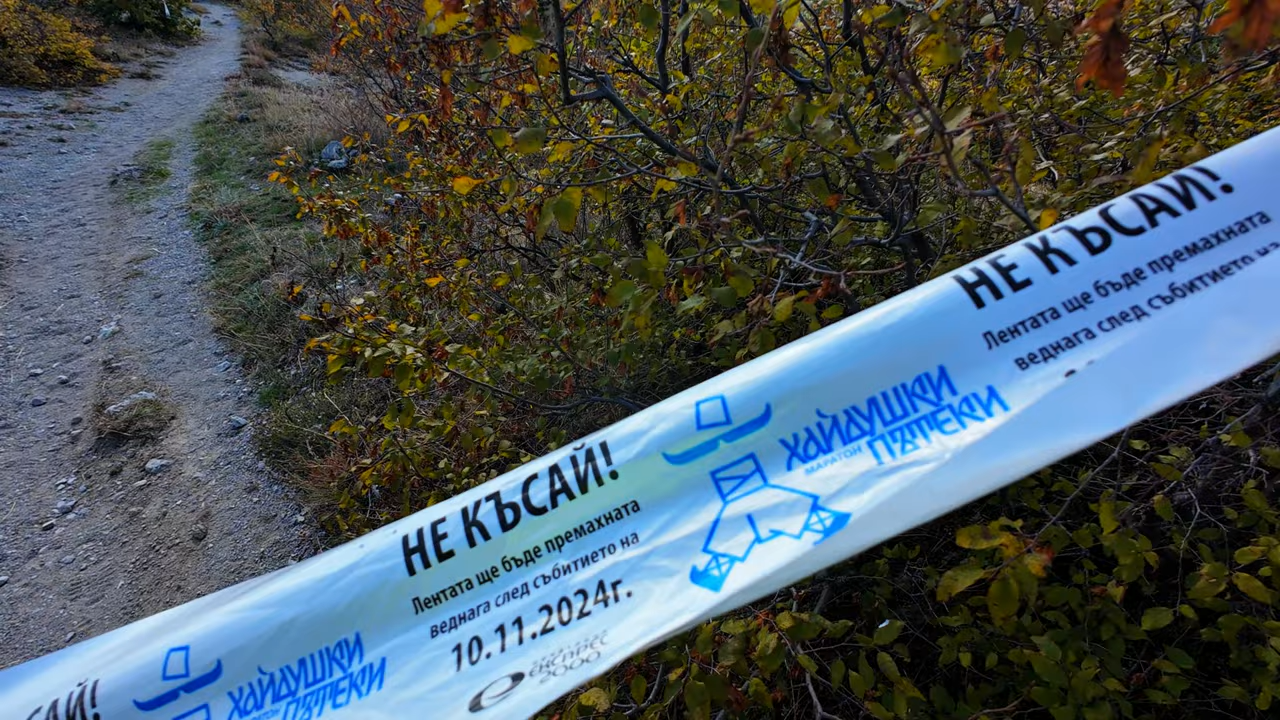 НЕ КЪСАЙ!
Лентата ще бъде премахната
веднага след събитието на
10.11.2024г.
експрес
2000
ХАЙДУШКИ
МАРАТОН ПЪТЕКИ
НЕ КЪСАЙ!
Лентата ще бъде премахната
веднага след събитието на
ХАЙДУШКИ
МАРАТОН ПЪТЕКИ